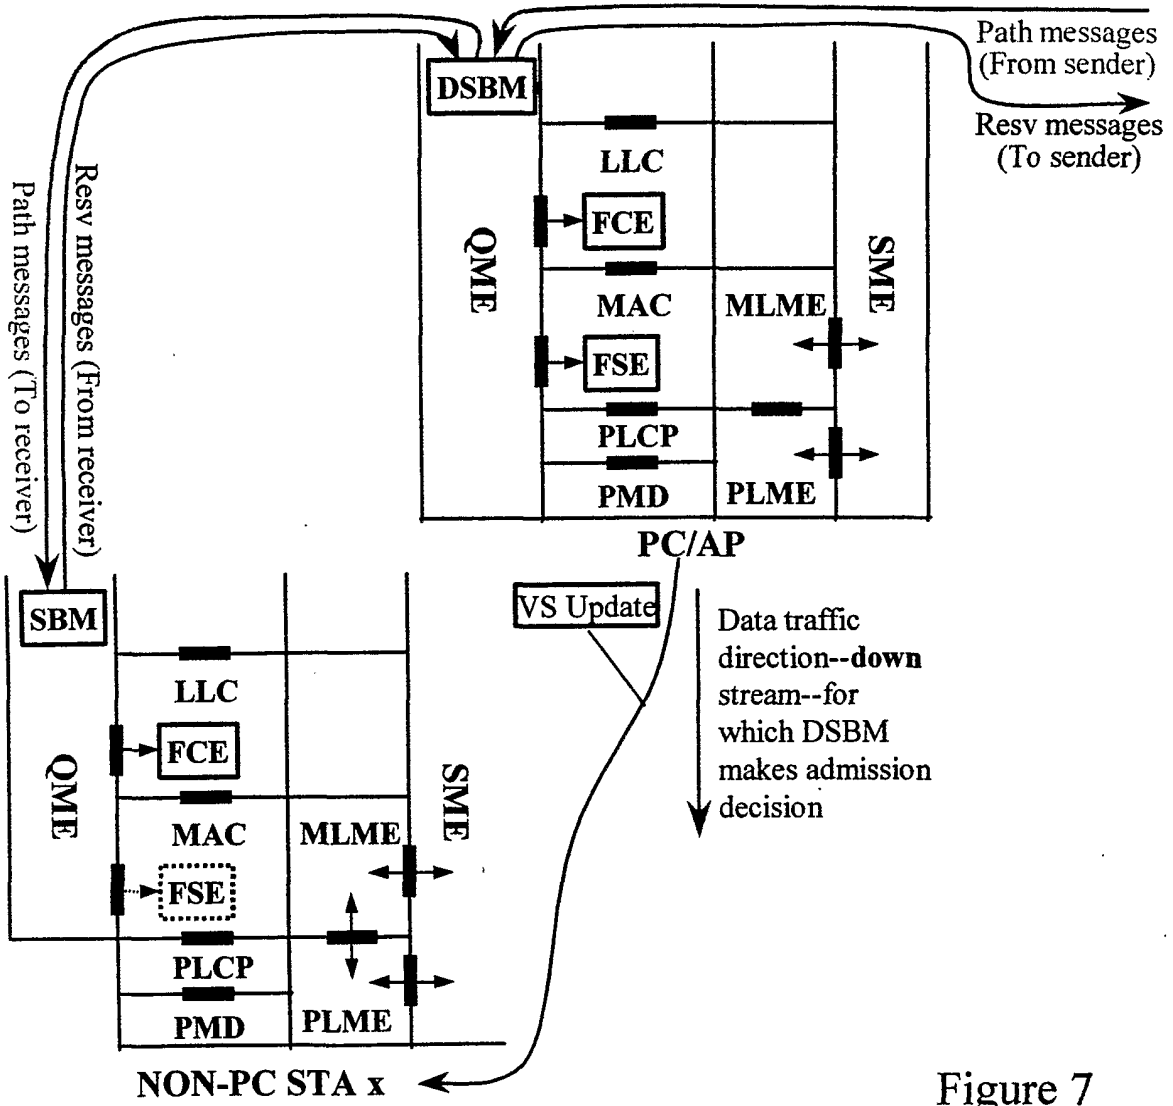 Path messages
(From sender)
Resv messages
(To sender)
DSBM
LLC
FCE
QME
SME
MAC
MLME
FSE
PLCP
PMD
PLME
PC/AP
Path messages (To receiver)
Resv messages (From receiver)
VS Update
Data traffic
direction--down
stream--for
which DSBM
makes admission
decision
SBM
LLC
FCE
QME
SME
MAC
MLME
FSE
PLCP
PMD
PLME
NON-PC STA x
Figure 7